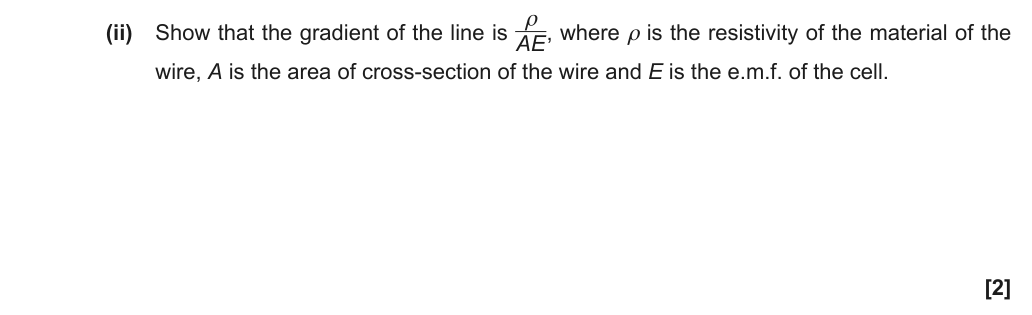 (ii) Show that the gradient of the line is ρ/AE, where ρ is the resistivity of the material of the
wire, A is the area of cross-section of the wire and E is the e.m.f. of the cell.
[2]